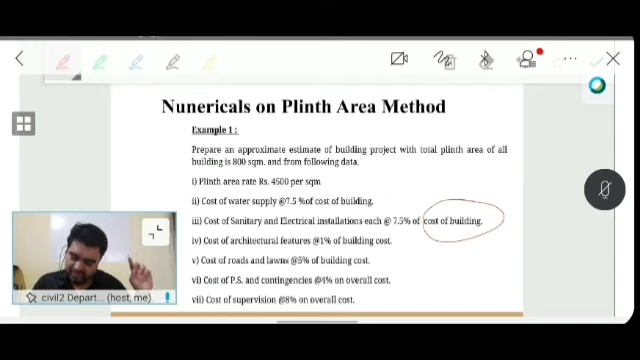 Nunericals on Plinth Area Method
Example 1 :
Prepare an approximate estimate of building project with total plinth area of all
building is 800 sqm. and from following data.
i) Plinth area rate Rs. 4500 per sqm
ii) Cost of water supply @7.5 %of cost of building.
iii) Cost of Sanitary and Electrical installations each @ 7.5% of cost of building.
iv) Cost of architectural features @1% of building cost.
v) Cost of roads and lawns @5% of building cost.
vi) Cost of P.S. and contingencies @4% on overall cost.
vii) Cost of supervision @8% on overall cost.
civil2 Depart... (host, me)